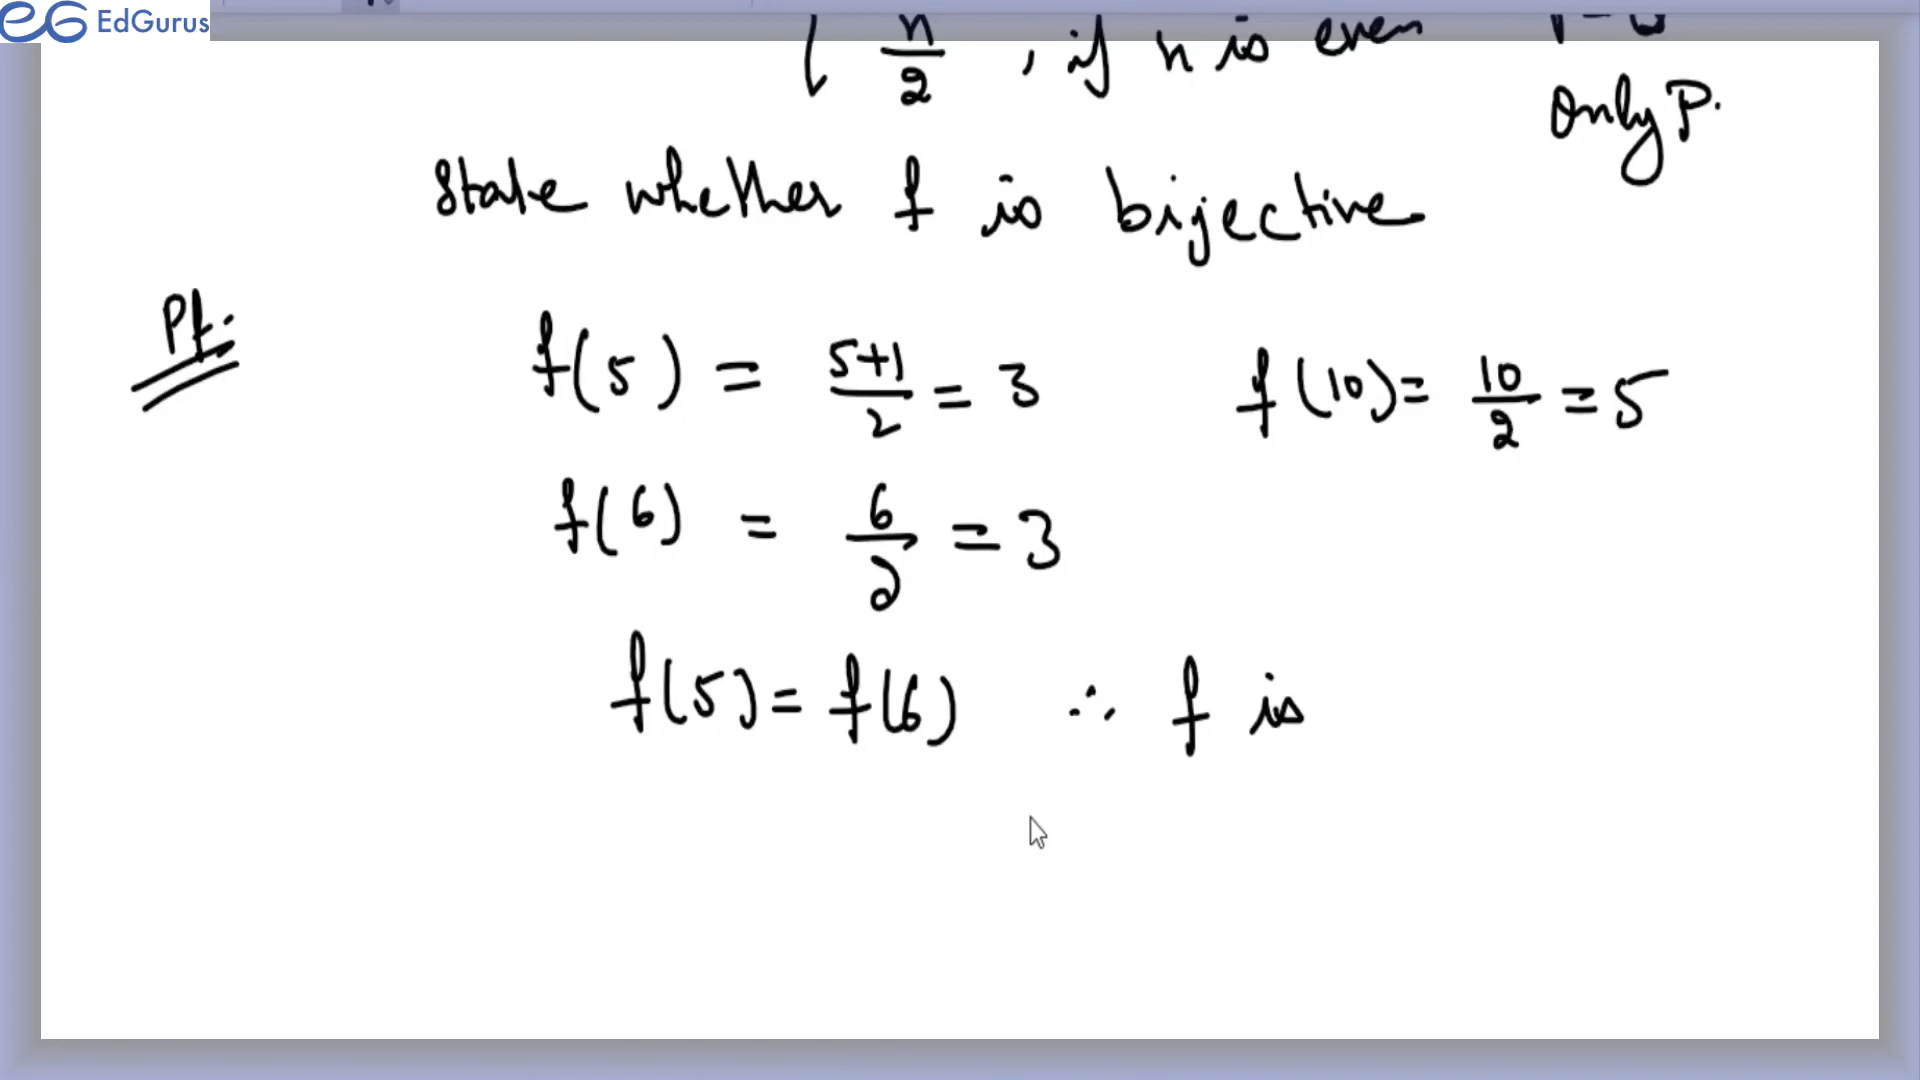 EdGurus
n/2 , if n is even
only P.
State whether f is bijective
Pf.
f(5) = (5+1)/2 = 3 f(10) = 10/2 = 5
f(6) = 6/2 = 3
f(5) = f(6) ∴ f is